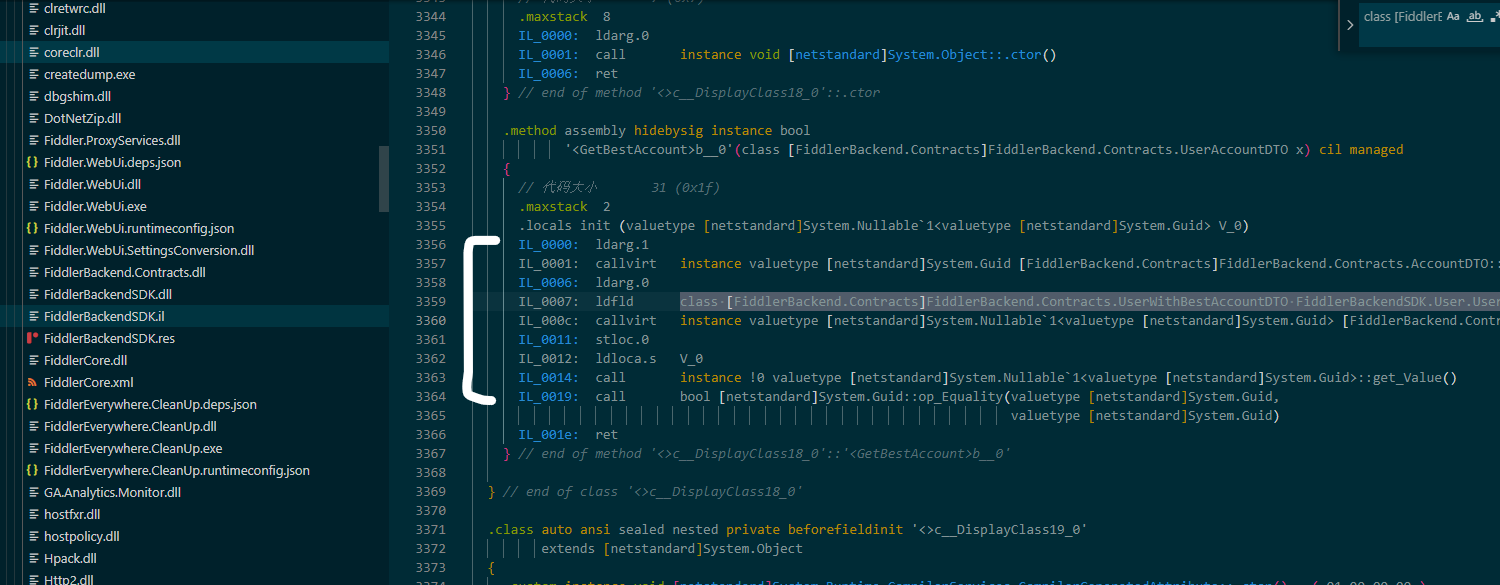 clretwrc.dll
clrjit.dll
coreclr.dll
createdump.exe
dbgshim.dll
DotNetZip.dll
Fiddler.ProxyServices.dll
Fiddler.WebUi.deps.json
Fiddler.WebUi.dll
Fiddler.WebUi.exe
Fiddler.WebUi.runtimeconfig.json
Fiddler.WebUi.SettingsConversion.dll
FiddlerBackend.Contracts.dll
FiddlerBackendSDK.dll
FiddlerBackendSDK.il
FiddlerBackendSDK.res
FiddlerCore.dll
FiddlerCore.xml
FiddlerEverywhere.CleanUp.deps.json
FiddlerEverywhere.CleanUp.dll
FiddlerEverywhere.CleanUp.exe
FiddlerEverywhere.CleanUp.runtimeconfig.json
GA.Analytics.Monitor.dll
hostfxr.dll
hostpolicy.dll
Hpack.dll
Http2.dll
3344 .maxstack 8
3345 IL_0000: ldarg.0
3346 IL_0001: call instance void [netstandard]System.Object::.ctor()
3347 IL_0006: ret
3348 } // end of method '<>c__DisplayClass18_0'::.ctor
3349
3350 .method assembly hidebysig instance bool
3351 '<GetBestAccount>b__0'(class [FiddlerBackend.Contracts]FiddlerBackend.Contracts.UserAccountDTO x) cil managed
3352 {
3353 // 代码大小 31 (0x1f)
3354 .maxstack 2
3355 .locals init (valuetype [netstandard]System.Nullable`1<valuetype [netstandard]System.Guid> V_0)
3356 IL_0000: ldarg.1
3357 IL_0001: callvirt instance valuetype [netstandard]System.Guid [FiddlerBackend.Contracts]FiddlerBackend.Contracts.AccountDTO::
3358 IL_0006: ldarg.0
3359 IL_0007: ldfld class [FiddlerBackend.Contracts]FiddlerBackend.Contracts.UserWithBestAccountDTO FiddlerBackendSDK.User.User
3360 IL_000c: callvirt instance valuetype [netstandard]System.Nullable`1<valuetype [netstandard]System.Guid> [FiddlerBackend.Contr
3361 IL_0011: stloc.0
3362 IL_0012: ldloca.s V_0
3363 IL_0014: call instance !0 valuetype [netstandard]System.Nullable`1<valuetype [netstandard]System.Guid>::get_Value()
3364 IL_0019: call bool [netstandard]System.Guid::op_Equality(valuetype [netstandard]System.Guid,
3365 valuetype [netstandard]System.Guid)
3366 IL_001e: ret
3367 } // end of method '<>c__DisplayClass18_0'::'<GetBestAccount>b__0'
3368
3369 } // end of class '<>c__DisplayClass18_0'
3370
3371 .class auto ansi sealed nested private beforefieldinit '<>c__DisplayClass19_0'
3372 extends [netstandard]System.Object
3373 {
class [FiddlerE Aa ab